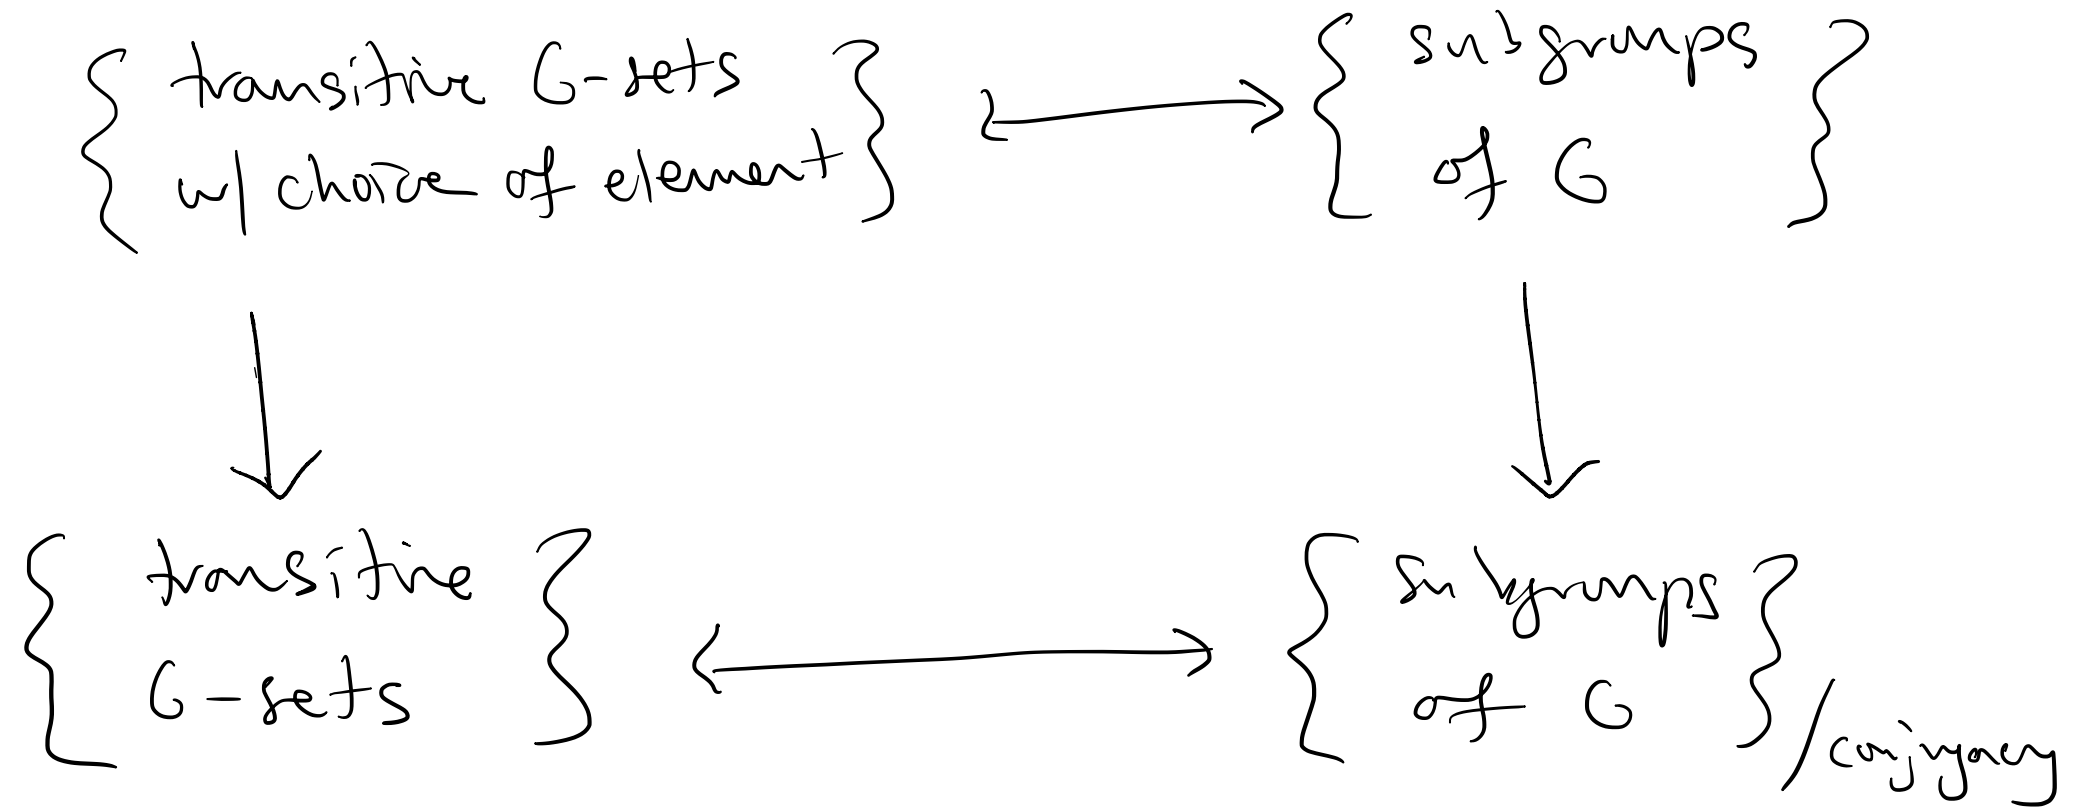 { transitive G-sets
w/ choice of element } ↔ { subgroups
of G }
{ transitive
G-sets } ↔ { subgroups
of G } / conjugacy